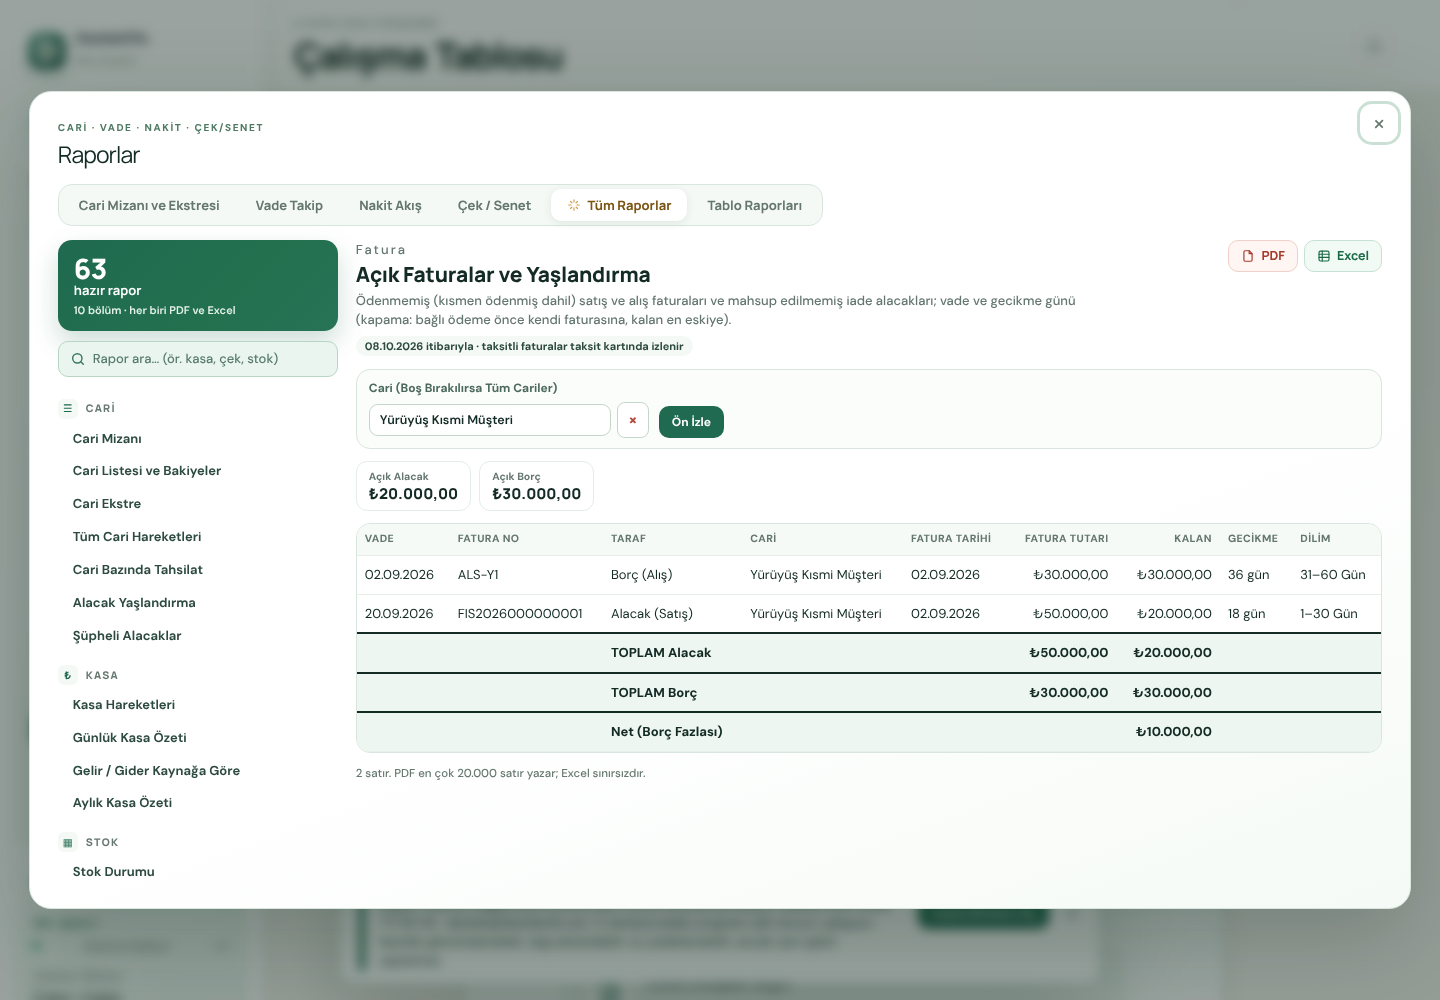 Çalışma Tablosu
CARİ · VADE · NAKİT · ÇEK/SENET
Raporlar
×
Cari Mizanı ve Ekstresi Vade Takip Nakit Akış Çek / Senet Tüm Raporlar Tablo Raporları
63
hazır rapor
10 bölüm · her biri PDF ve Excel
Rapor ara... (ör. kasa, çek, stok)
CARİ
Cari Mizanı
Cari Listesi ve Bakiyeler
Cari Ekstre
Tüm Cari Hareketleri
Cari Bazında Tahsilat
Alacak Yaşlandırma
Şüpheli Alacaklar
₺ KASA
Kasa Hareketleri
Günlük Kasa Özeti
Gelir / Gider Kaynağa Göre
Aylık Kasa Özeti
STOK
Stok Durumu
Fatura
Açık Faturalar ve Yaşlandırma
PDF Excel
Ödenmemiş (kısmen ödenmiş dahil) satış ve alış faturaları ve mahsup edilmemiş iade alacakları; vade ve gecikme günü
(kapama: bağlı ödeme önce kendi faturasına, kalan en eskiye).
08.10.2026 itibarıyla · taksitli faturalar taksit kartında izlenir
Cari (Boş Bırakılırsa Tüm Cariler)
Yürüyüş Kısmi Müşteri × Ön İzle
Açık Alacak Açık Borç
₺20.000,00 ₺30.000,00
VADE FATURA NO TARAF CARİ FATURA TARİHİ FATURA TUTARI KALAN GECİKME DİLİM
02.09.2026 ALS-Y1 Borç (Alış) Yürüyüş Kısmi Müşteri 02.09.2026 ₺30.000,00 ₺30.000,00 36 gün 31–60 Gün
20.09.2026 FIS2026000000001 Alacak (Satış) Yürüyüş Kısmi Müşteri 02.09.2026 ₺50.000,00 ₺20.000,00 18 gün 1–30 Gün
TOPLAM Alacak ₺50.000,00 ₺20.000,00
TOPLAM Borç ₺30.000,00 ₺30.000,00
Net (Borç Fazlası) ₺10.000,00
2 satır. PDF en çok 20.000 satır yazar; Excel sınırsızdır.